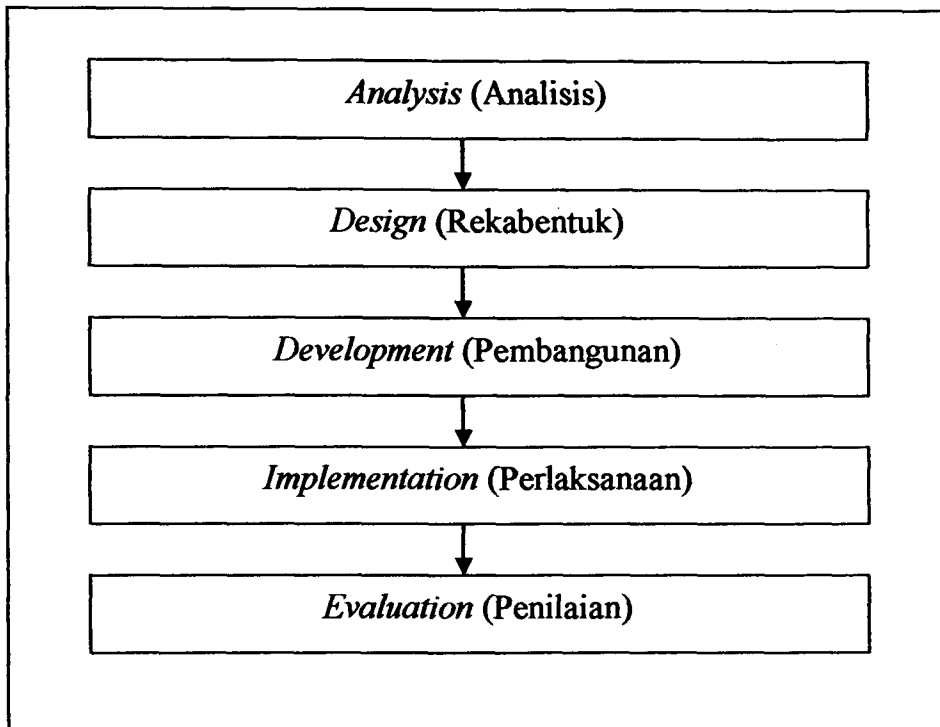 Analysis (Analisis)
Design (Rekabentuk)
Development (Pembangunan)
Implementation (Perlaksanaan)
Evaluation (Penilaian)